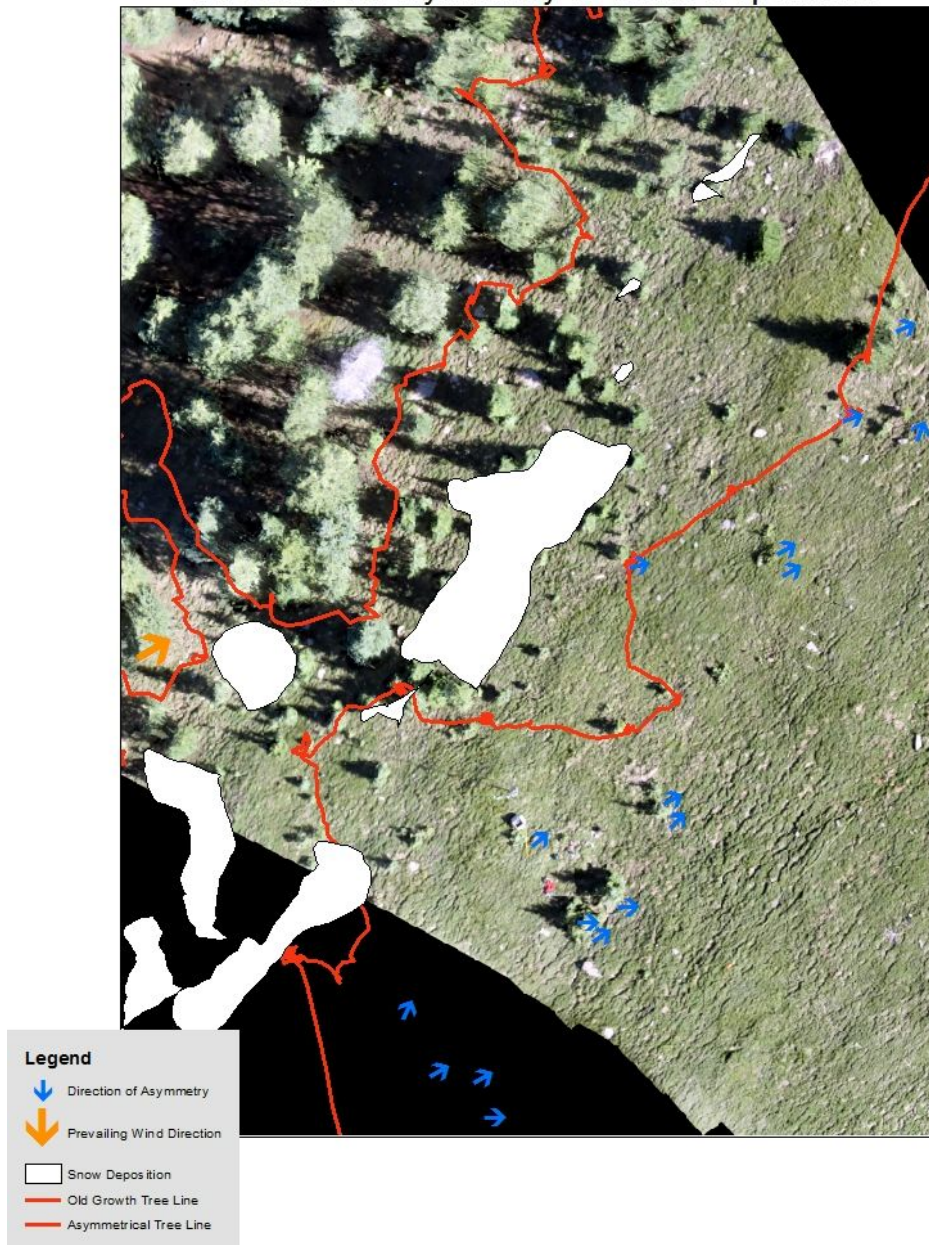 Legend
Direction of Asymmetry
Prevailing Wind Direction
Snow Deposition
Old Growth Tree Line
Asymmetrical Tree Line